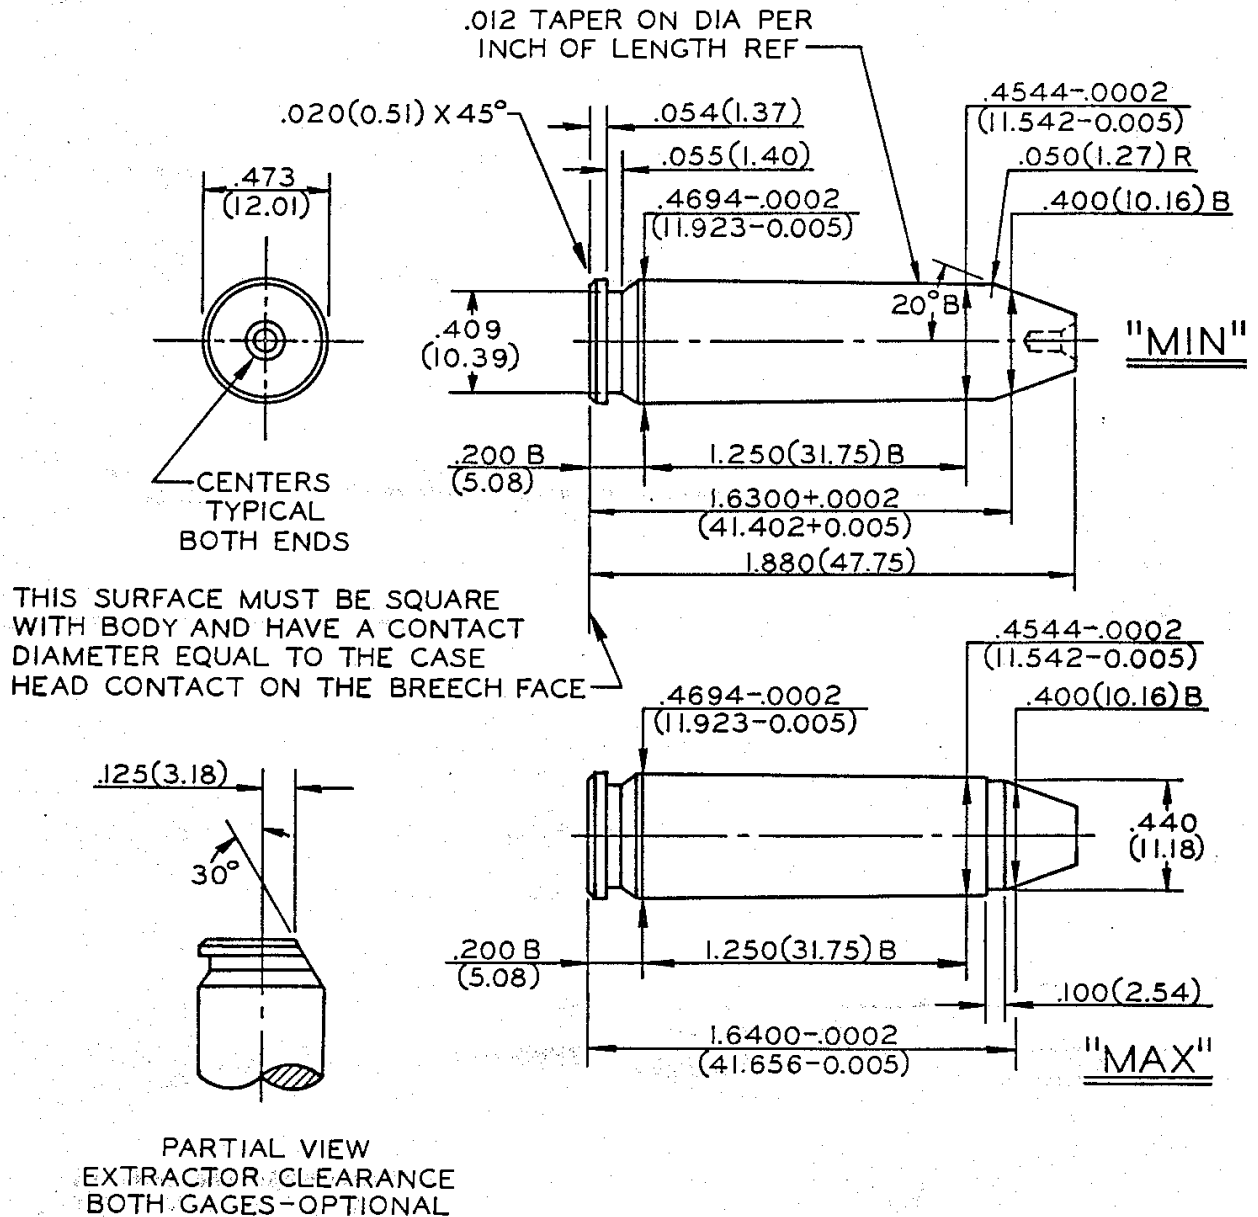 .012 TAPER ON DIA PER
INCH OF LENGTH REF
.020(0.51) X 45°
.054(1.37)
.055(1.40)
.4544-.0002
(11.542-0.005)
.050(1.27) R
.400(10.16) B
.473
(12.01)
.4694-.0002
(11.923-0.005)
20° B
.409
(10.39)
"MIN"
.200 B
(5.08)
1.250(31.75) B
1.6300+.0002
(41.402+0.005)
1.880(47.75)
CENTERS
TYPICAL
BOTH ENDS
THIS SURFACE MUST BE SQUARE
WITH BODY AND HAVE A CONTACT
DIAMETER EQUAL TO THE CASE
HEAD CONTACT ON THE BREECH FACE
.4544-.0002
(11.542-0.005)
.4694-.0002
(11.923-0.005)
.400(10.16) B
.125(3.18)
30°
.440
(11.18)
.200 B
(5.08)
1.250(31.75) B
.100(2.54)
1.6400-.0002
(41.656-0.005)
"MAX"
PARTIAL VIEW
EXTRACTOR CLEARANCE
BOTH GAGES-OPTIONAL